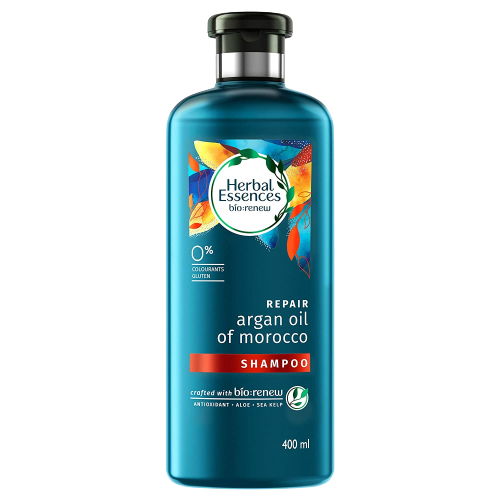 Herbal
Essences
bio:renew
0%
COLOURANTS
GLUTEN
REPAIR
argan oil
of morocco
SHAMPOO
crafted with bio:renew
ANTIOXIDANT • ALOE • SEA KELP
400 ml